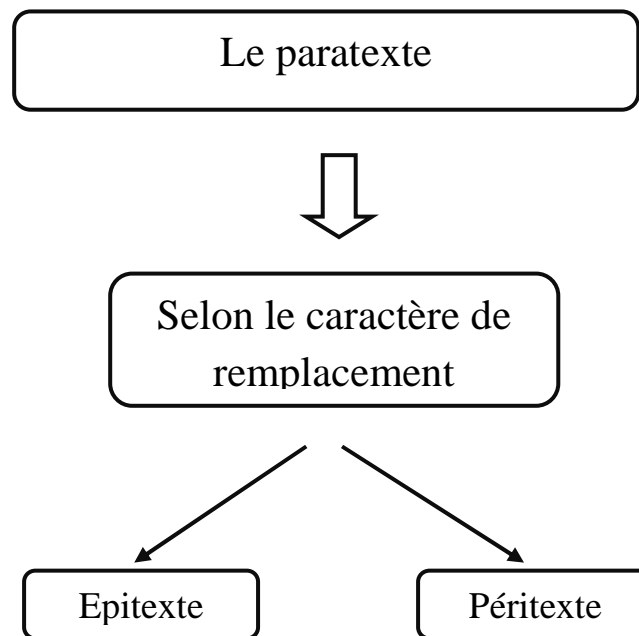 Le paratexte
Selon le caractère de
remplacement
Epitexte
Péritexte